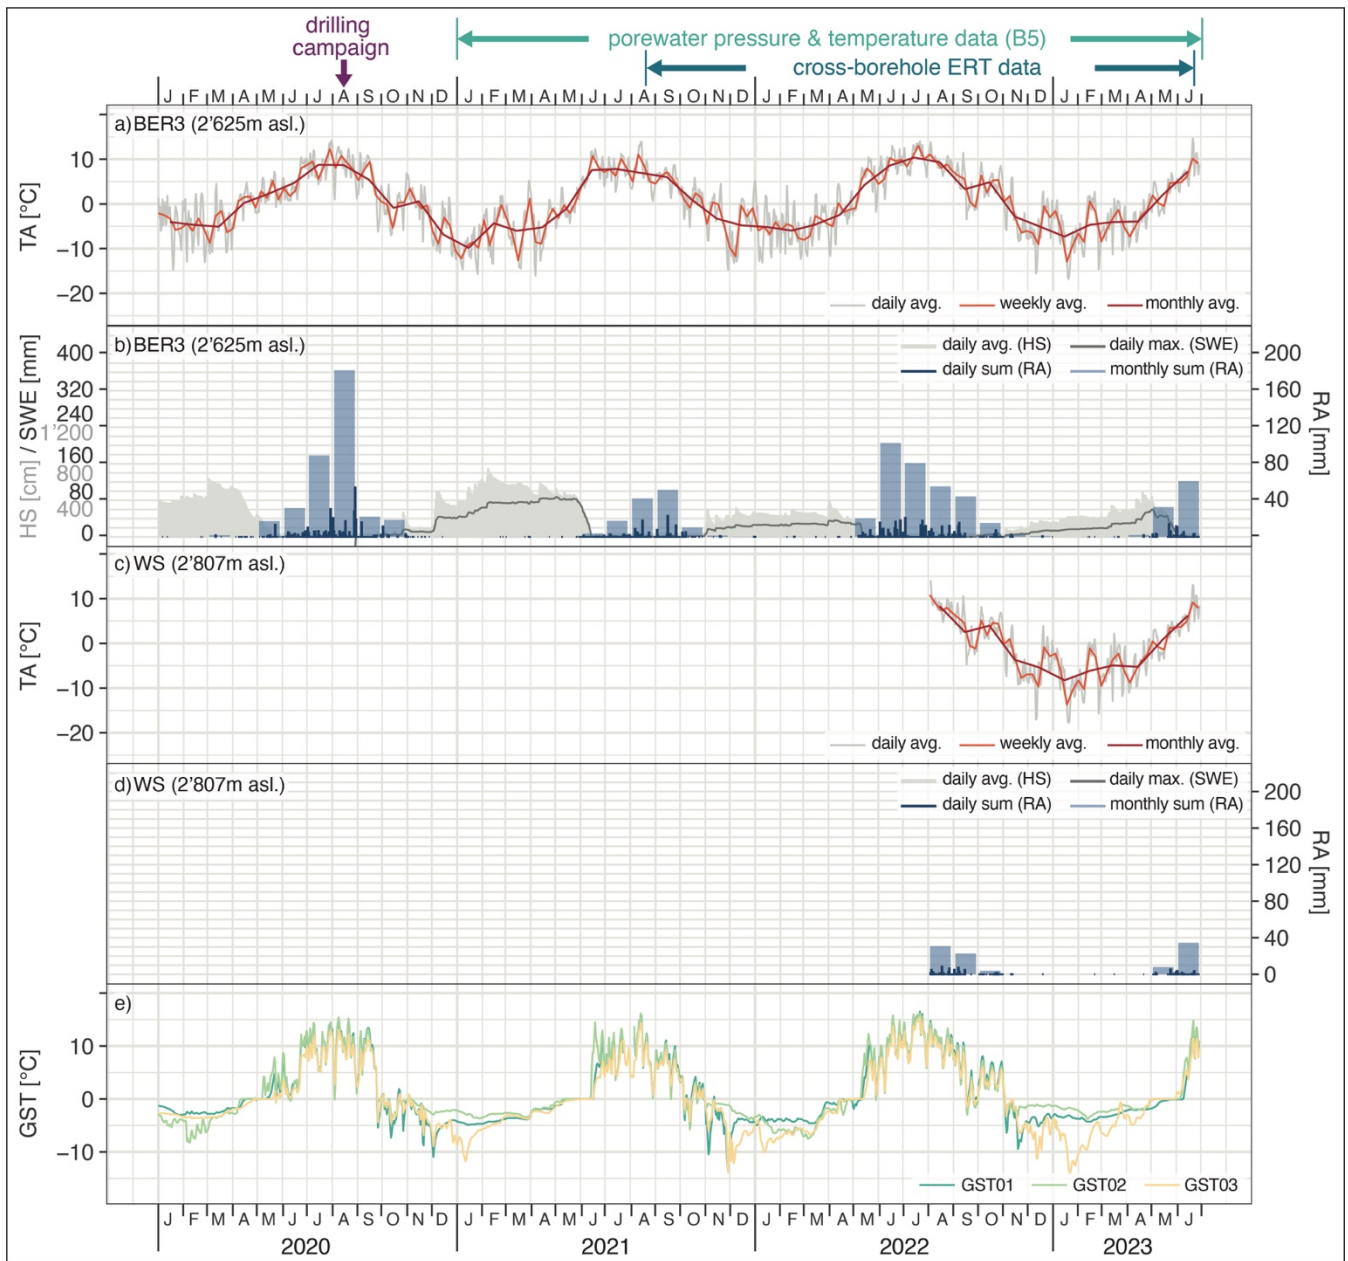 drilling
campaign
porewater pressure & temperature data (B5)
cross-borehole ERT data
J F M A M J J A S O N D J F M A M J J A S O N D J F M A M J J A S O N D J F M A M J
a) BER3 (2’625m asl.)
TA [°C]
10
0
−10
−20
daily avg. weekly avg. monthly avg.
b) BER3 (2’625m asl.)
HS [cm] / SWE [mm]
400
320
240
1’200
160
800
80
400
0
daily avg. (HS) daily max. (SWE)
daily sum (RA) monthly sum (RA)
200
160
120
80
40
RA [mm]
c) WS (2’807m asl.)
TA [°C]
10
0
−10
−20
daily avg. weekly avg. monthly avg.
d) WS (2’807m asl.)
daily avg. (HS) daily max. (SWE)
daily sum (RA) monthly sum (RA)
200
160
120
80
40
0
RA [mm]
e)
GST [°C]
10
0
−10
GST01 GST02 GST03
J F M A M J J A S O N D J F M A M J J A S O N D J F M A M J J A S O N D J F M A M J
2020 2021 2022 2023